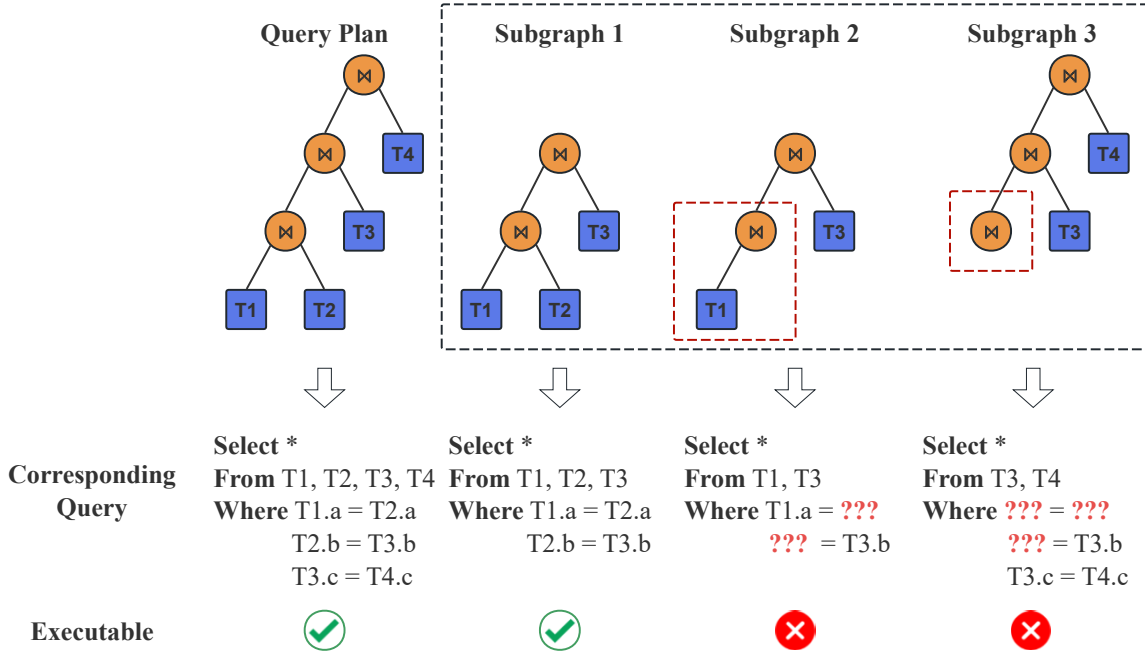 Query Plan
Subgraph 1
Subgraph 2
Subgraph 3
⋈
⋈
⋈
⋈
⋈
T4
⋈
⋈
T4
⋈
T3
⋈
T3
⋈
T3
⋈
T3
T1
T2
T1
T2
T1
Corresponding
Query
Select *
From T1, T2, T3, T4
Where T1.a = T2.a
T2.b = T3.b
T3.c = T4.c
Select *
From T1, T2, T3
Where T1.a = T2.a
T2.b = T3.b
Select *
From T1, T3
Where T1.a = ???
??? = T3.b
Select *
From T3, T4
Where ??? = ???
??? = T3.b
T3.c = T4.c
Executable